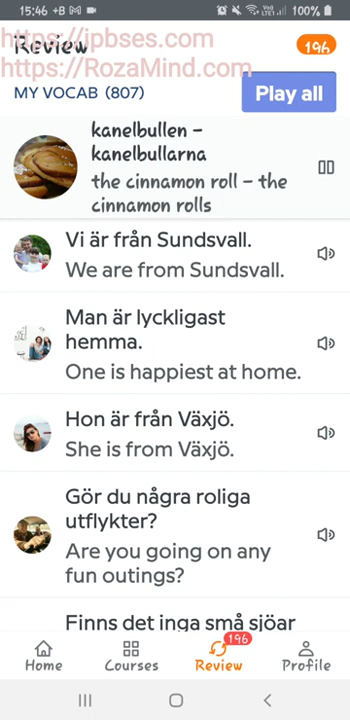 15:46 +B
100%
https://jpbses.com
Review
196
https://RozaMind.com
MY VOCAB (807)
Play all
kanelbullen –
kanelbullarna
the cinnamon roll – the
cinnamon rolls
Vi är från Sundsvall.
We are from Sundsvall.
Man är lyckligast
hemma.
One is happiest at home.
Hon är från Växjö.
She is from Växjö.
Gör du några roliga
utflykter?
Are you going on any
fun outings?
Finns det inga små sjöar
196
Home Courses Review Profile